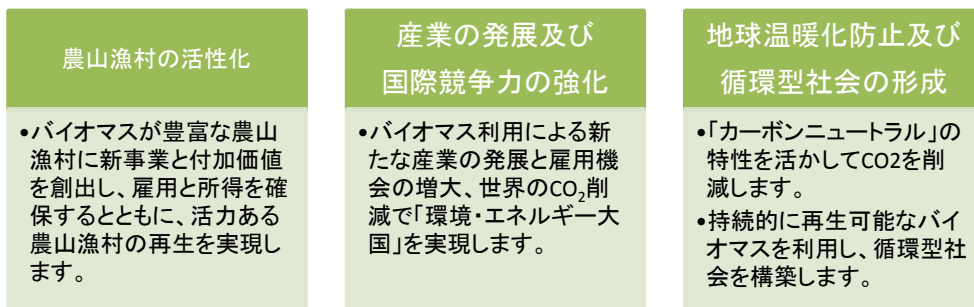 農山漁村の活性化
•バイオマスが豊富な農山
漁村に新事業と付加価値
を創出し、雇用と所得を確
保するとともに、活力ある
農山漁村の再生を実現し
ます。
産業の発展及び
国際競争力の強化
•バイオマス利用による新
たな産業の発展と雇用機
会の増大、世界のCO₂削
減で「環境・エネルギー大
国」を実現します。
地球温暖化防止及び
循環型社会の形成
•「カーボンニュートラル」の
特性を活かしてCO2を削
減します。
•持続的に再生可能なバイ
オマスを利用し、循環型社
会を構築します。